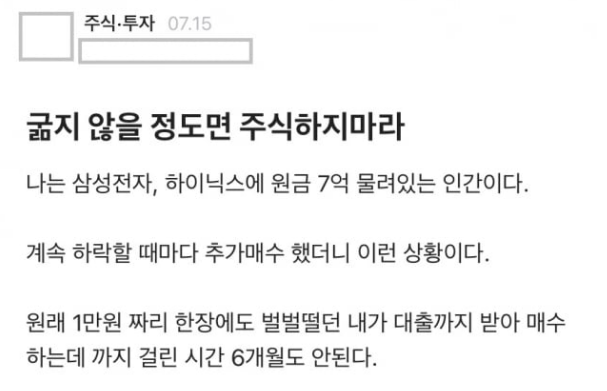 주식·투자 07.15
굶지 않을 정도면 주식하지마라
나는 삼성전자, 하이닉스에 원금 7억 물려있는 인간이다.
계속 하락할 때마다 추가매수 했더니 이런 상황이다.
원래 1만원 짜리 한장에도 벌벌떨던 내가 대출까지 받아 매수
하는데 까지 걸린 시간 6개월도 안된다.